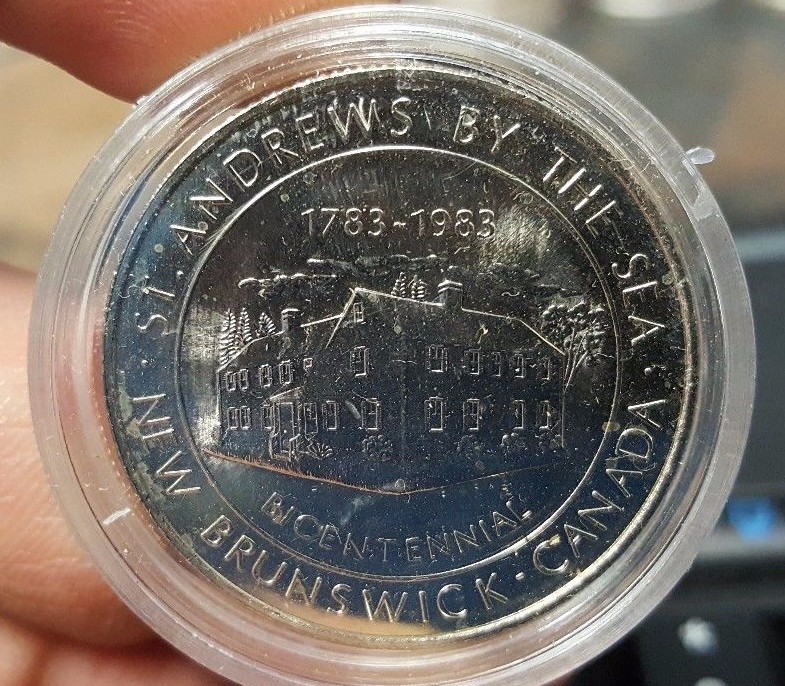 · ST. ANDREWS BY THE SEA ·
1783-1983
BICENTENNIAL
NEW BRUNSWICK · CANADA